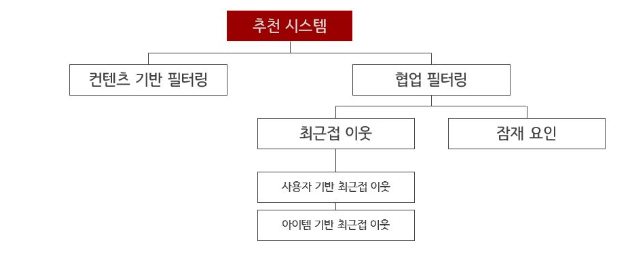 추천 시스템
컨텐츠 기반 필터링
협업 필터링
최근접 이웃
잠재 요인
사용자 기반 최근접 이웃
아이템 기반 최근접 이웃